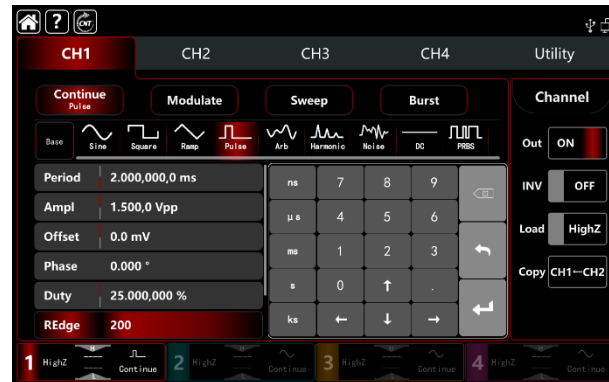 ? CNT
CH1 CH2 CH3 CH4 Utility
Continue Pulse Modulate Sweep Burst Channel
Base Sine Square Ramp Pulse Arb Harmonic Noise DC PRBS
Out ON
Period 2.000,000,0 ms
ns 7 8 9
INV OFF
Ampl 1.500,0 Vpp
μs 4 5 6
Load HighZ
Offset 0.0 mV
ms 1 2 3
Phase 0.000 °
Copy CH1←CH2
s 0 ↑ .
Duty 25.000,000 %
ks ← ↓ →
REdge 200
1 HighZ Continue 2 HighZ Continue 3 HighZ Continue 4 HighZ Continue